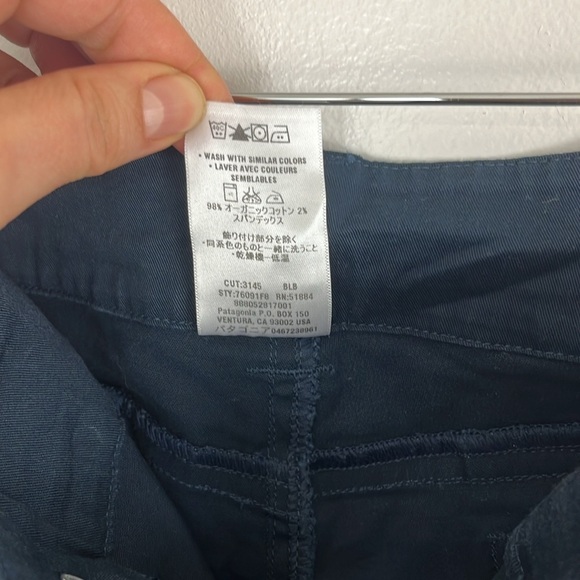 • WASH WITH SIMILAR COLORS
• LAVER AVEC COULEURS
SEMBLABLES
98% オーガニックコットン 2%
スパンデックス
飾り付け部分を除く
・同系色のものと一緒に洗うこと
・乾燥機－低温
CUT:3145 BLB
STY:76091F8 RN:51884
888052817001
Patagonia P.O. BOX 150
VENTURA, CA 93002 USA
パタゴニア 0467238961